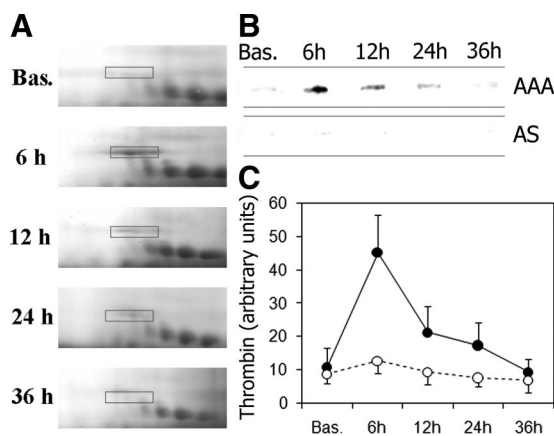 A
Bas.
6 h
12 h
24 h
36 h
B
Bas. 6h 12h 24h 36h
AAA
AS
C
Thrombin (arbitrary units)
60
50
40
30
20
10
0
Bas. 6h 12h 24h 36h